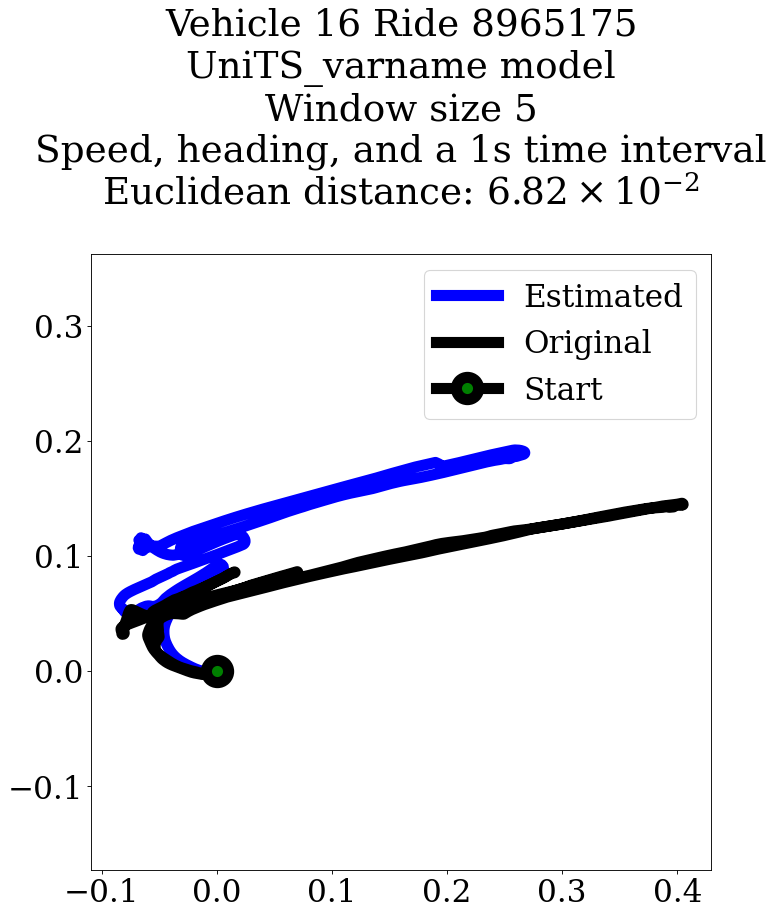 Vehicle 16 Ride 8965175
UniTS_varname model
Window size 5
Speed, heading, and a 1s time interval
Euclidean distance: 6.82 × 10⁻²
Estimated
Original
Start
0.3
0.2
0.1
0.0
−0.1
−0.1 0.0 0.1 0.2 0.3 0.4